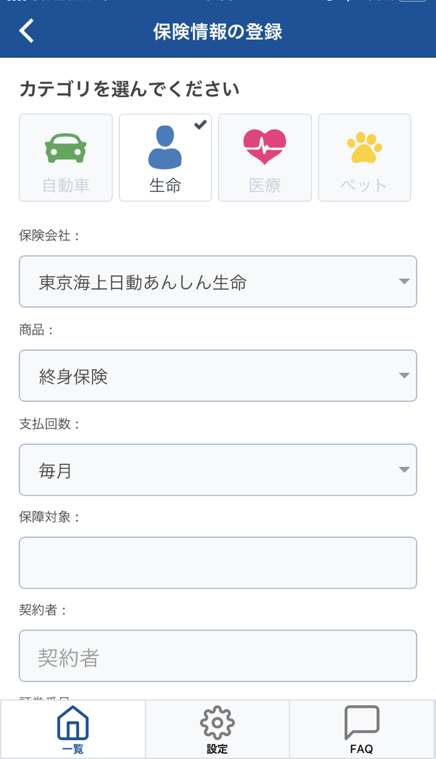 保険情報の登録
カテゴリを選んでください
自動車 生命 医療 ペット
保険会社：
東京海上日動あんしん生命
商品：
終身保険
支払回数：
毎月
保障対象：
契約者：
契約者
一覧 設定 FAQ